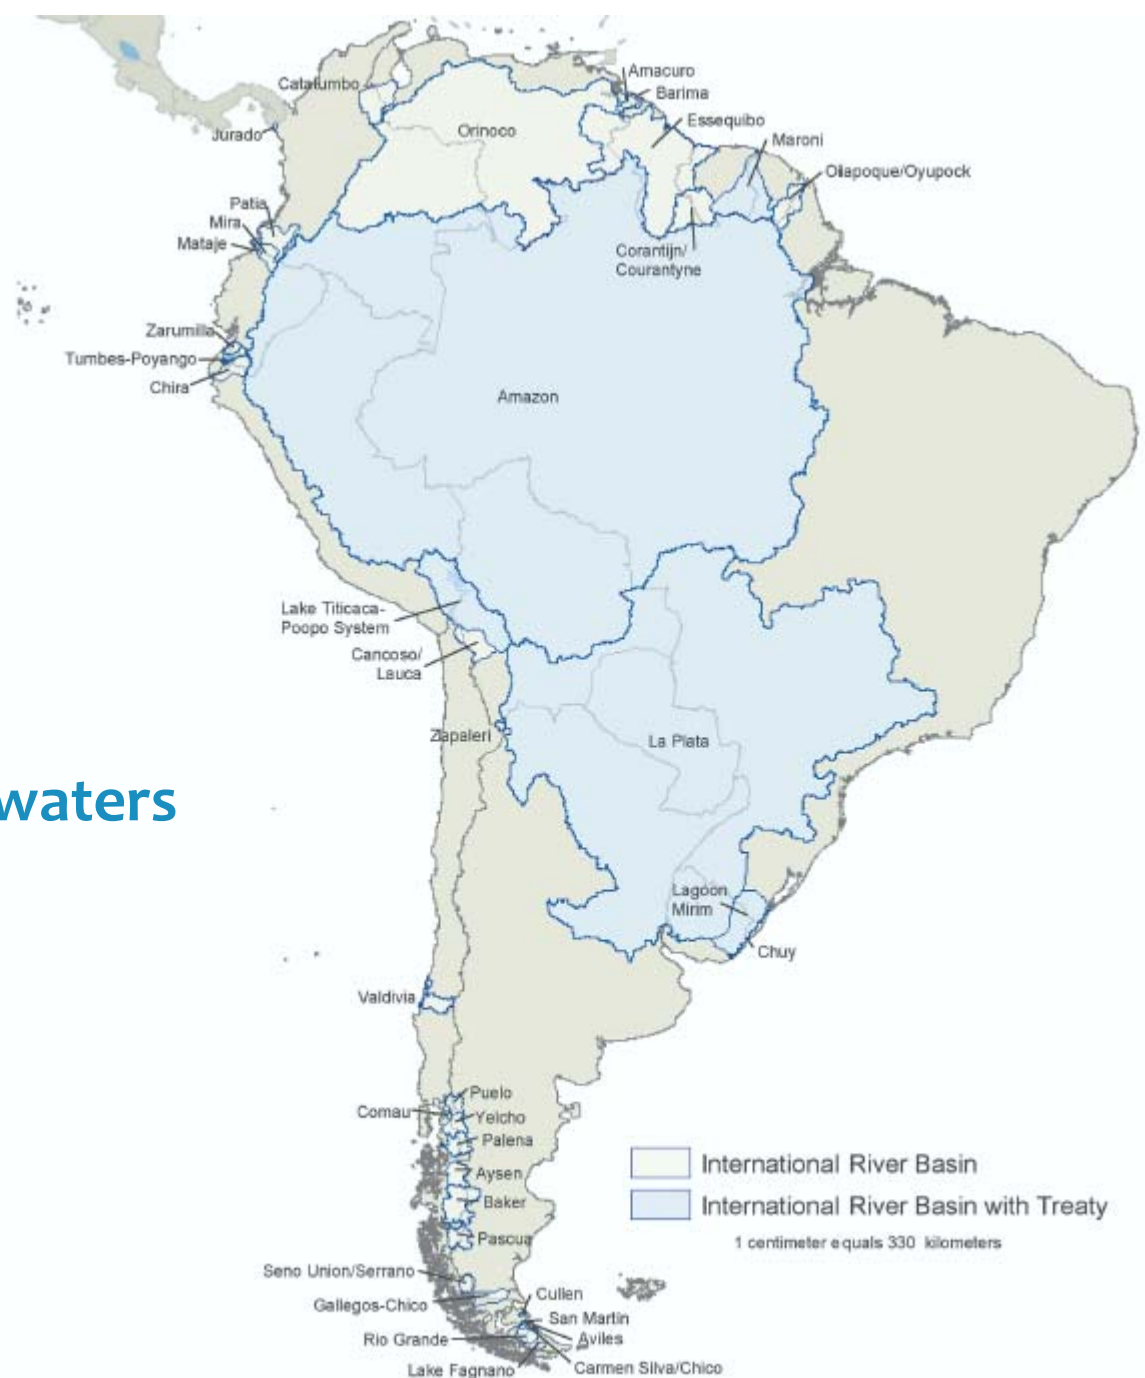 Amacuro
Catatumbo
Barima
Essequibo
Orinoco
Jurado
Maroni
Oiapoque/Oyupock
Patia
Mira
Mataje
Corantijn/
Courantyne
Zarumilla
Tumbes-Poyango
Chira
Amazon
Lake Titicaca-
Poopo System
Cancoso/
Lauca
Zapaleri
La Plata
waters
Lagoon
Mirim
Chuy
Valdivia
Puelo
Comau
Yelcho
Palena
Aysen
Baker
Pascua
International River Basin
International River Basin with Treaty
1 centimeter equals 330 kilometers
Seno Union/Serrano
Gallegos-Chico
Cullen
San Martin
Rio Grande
Aviles
Lake Fagnano
Carmen Silva/Chico